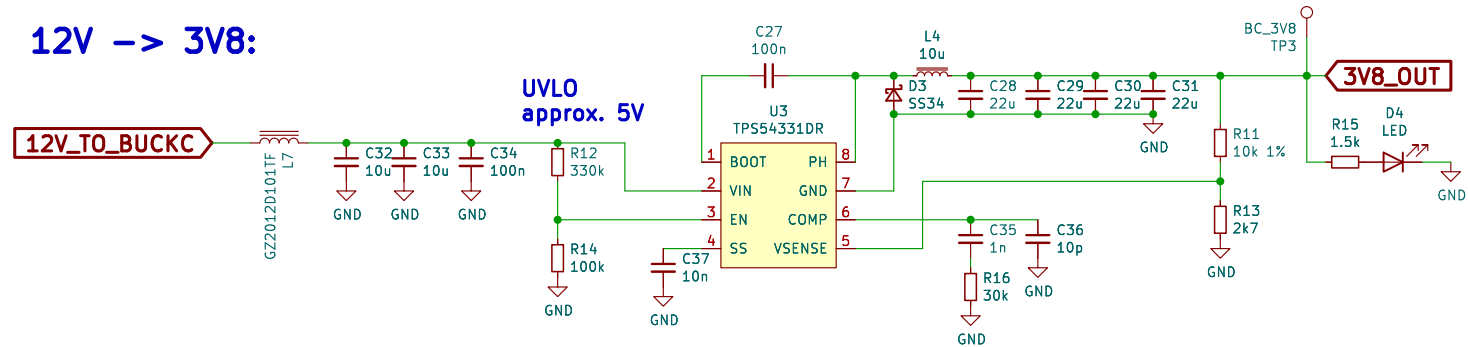 12V -> 3V8:
UVLO
approx. 5V
12V_TO_BUCKC
GZ2012D101TF
L7
C32
10u
GND
C33
10u
GND
C34
100n
GND
R12
330k
R14
100k
GND
C37
10n
GND
C27
100n
U3
TPS54331DR
1 BOOT
2 VIN
3 EN
4 SS
PH 8
GND 7
COMP 6
VSENSE 5
L4
10u
D3
SS34
C28
22u
C29
22u
C30
22u
C31
22u
GND
C35
1n
R16
30k
GND
C36
10p
GND
R11
10k 1%
R13
2k7
GND
BC_3V8
TP3
3V8_OUT
R15
1.5k
D4
LED
GND